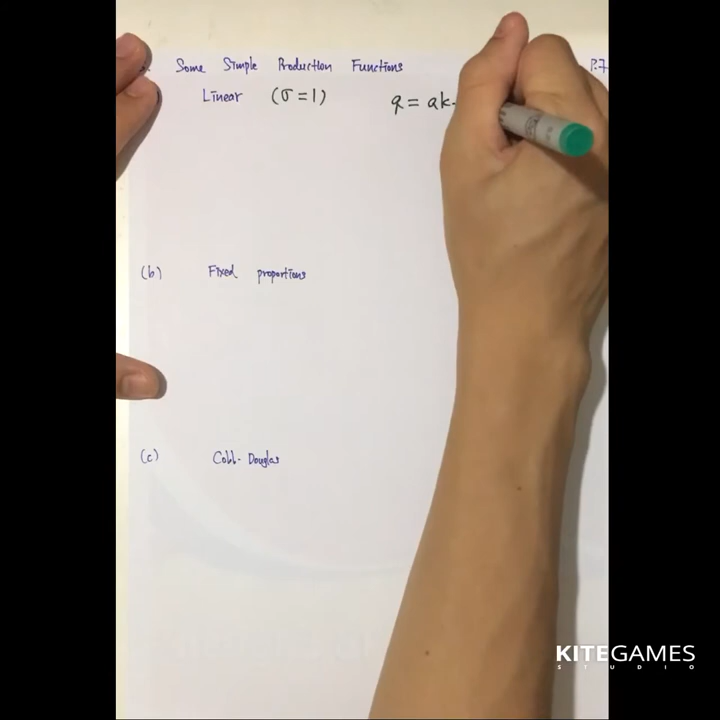 Some Simple Production Functions P.7
Linear (σ = 1) q = ak
(b) Fixed proportions
(c) Cobb-Douglas
KITEGAMES
STUDIO